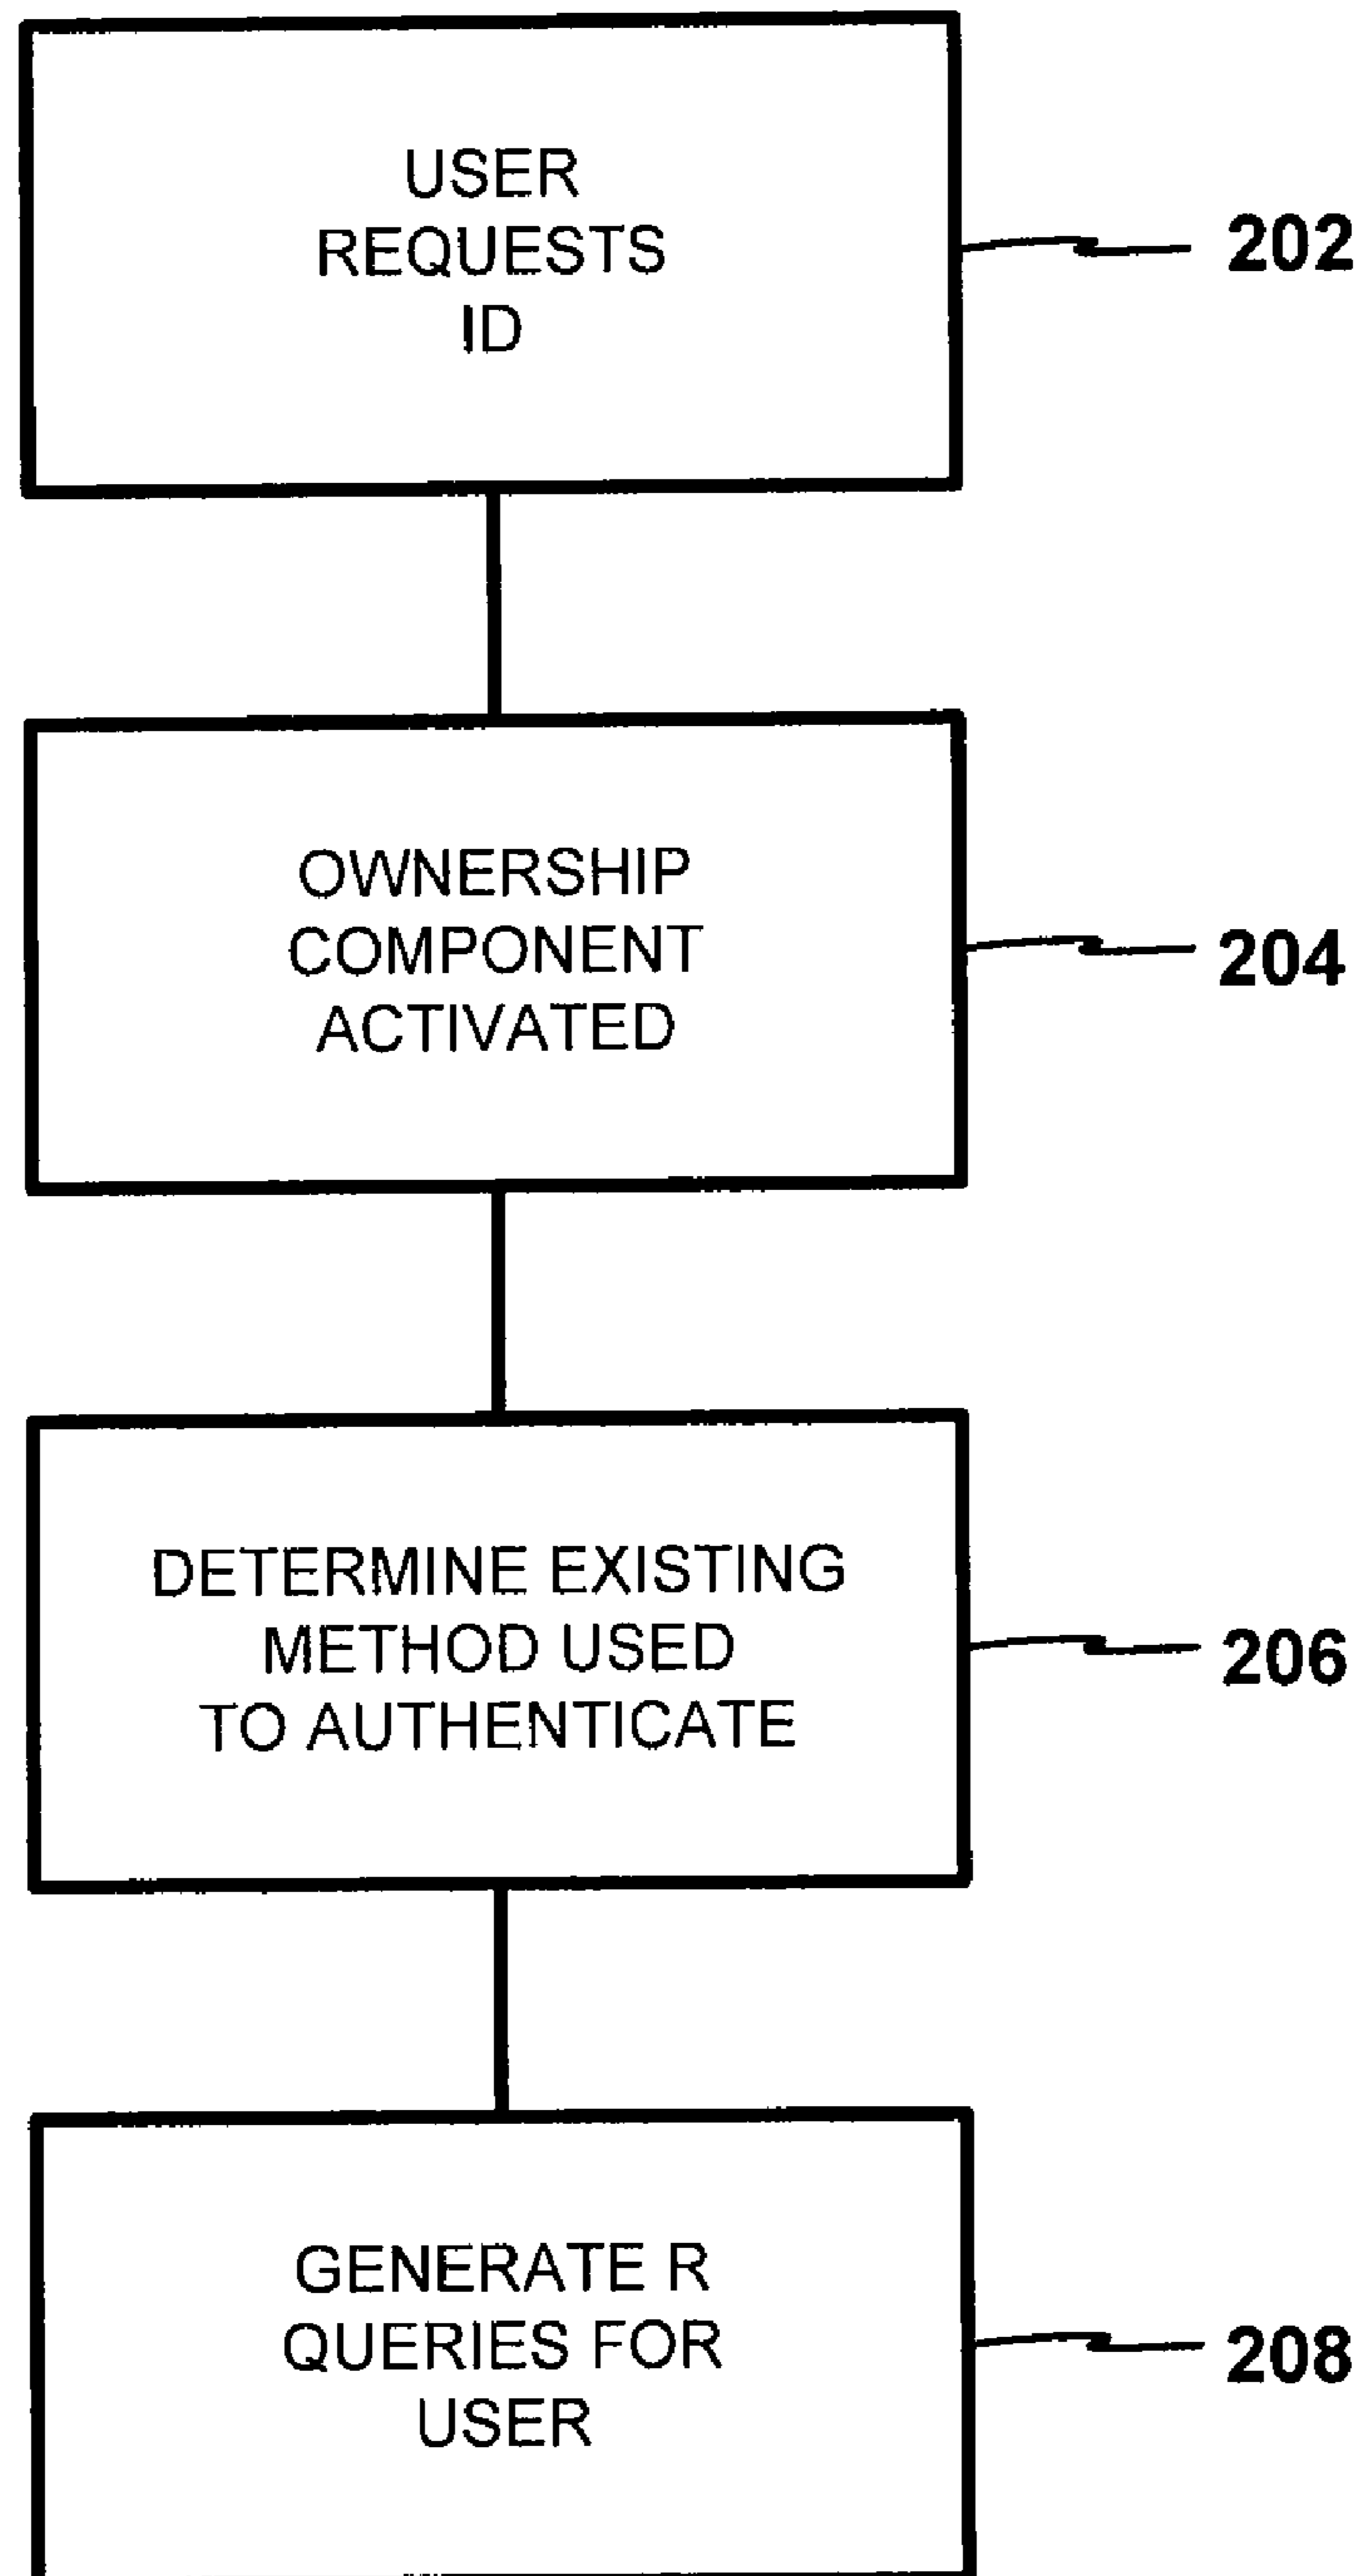 USER
REQUESTS
ID
202
OWNERSHIP
COMPONENT
ACTIVATED
204
DETERMINE EXISTING
METHOD USED
TO AUTHENTICATE
206
GENERATE R
QUERIES FOR
USER
208